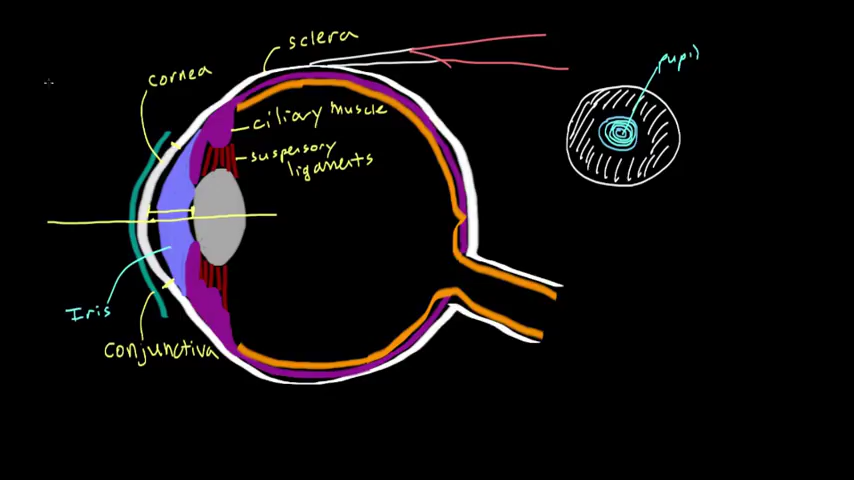 sclera
pupil
cornea
ciliary muscle
suspensory
ligaments
Iris
Conjunctiva